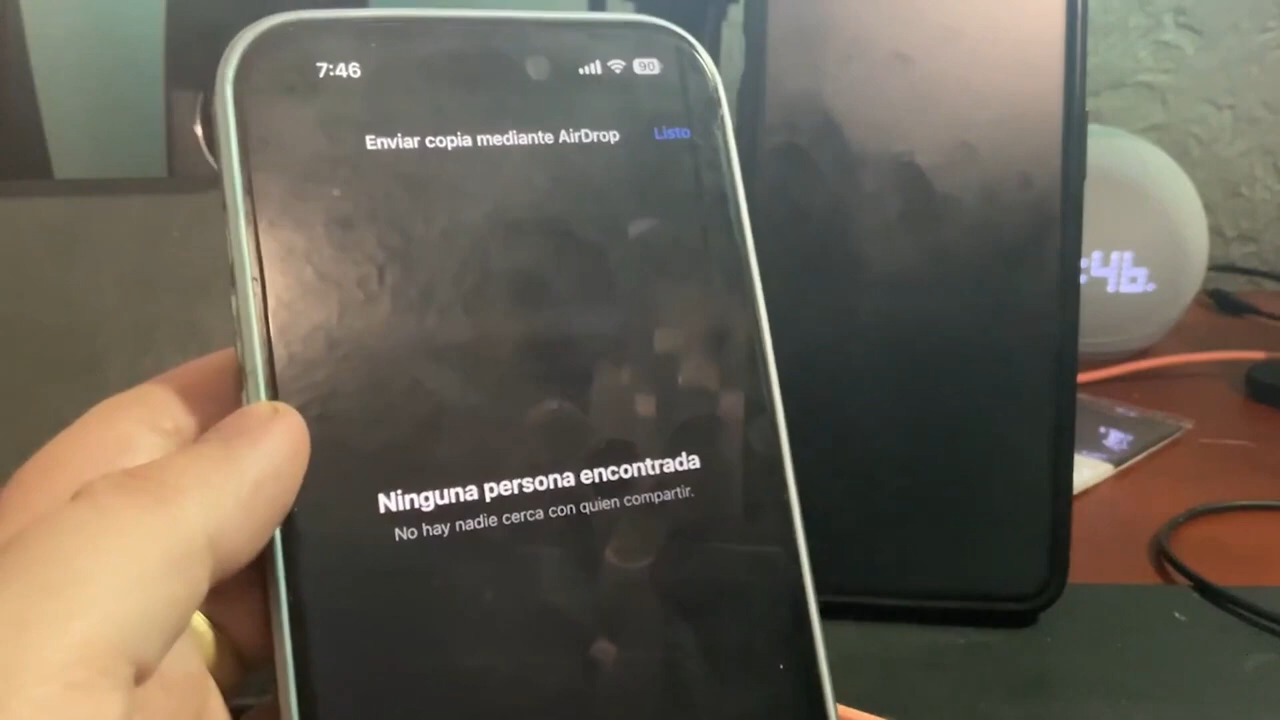 7:46
90
Enviar copia mediante AirDrop
Listo
Ninguna persona encontrada
No hay nadie cerca con quien compartir.
:46